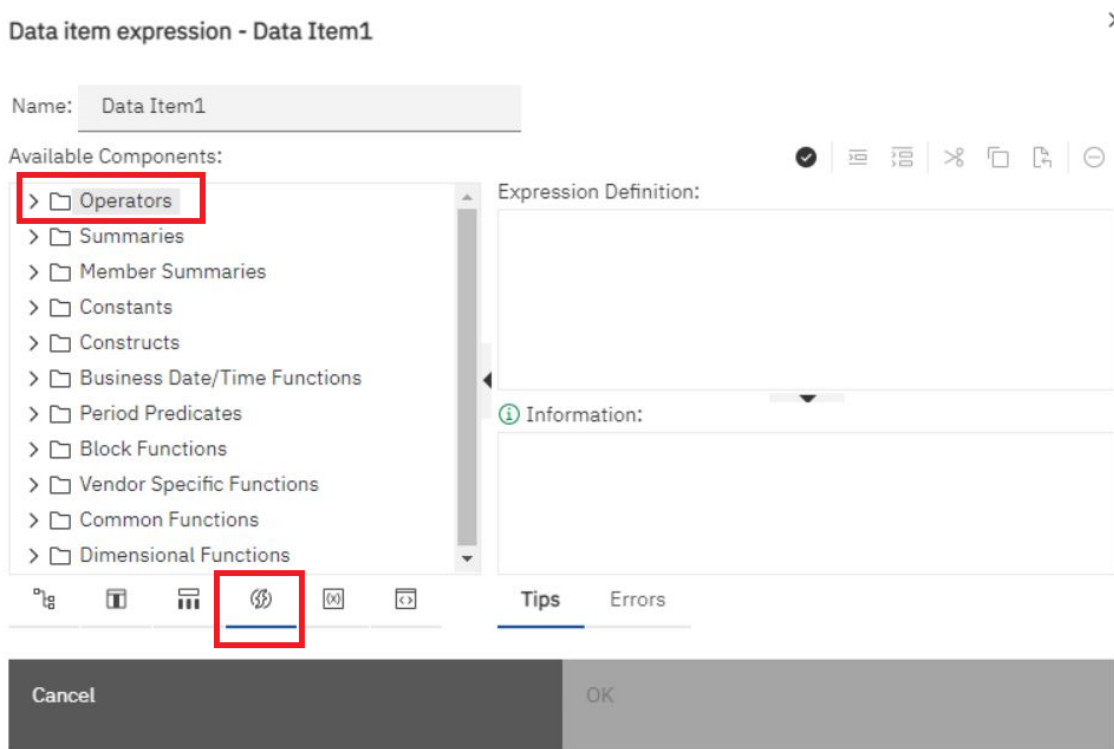 Data item expression - Data Item1
Name: Data Item1
Available Components:
Operators
Summaries
Member Summaries
Constants
Constructs
Business Date/Time Functions
Period Predicates
Block Functions
Vendor Specific Functions
Common Functions
Dimensional Functions
Expression Definition:
Information:
Tips Errors
Cancel OK